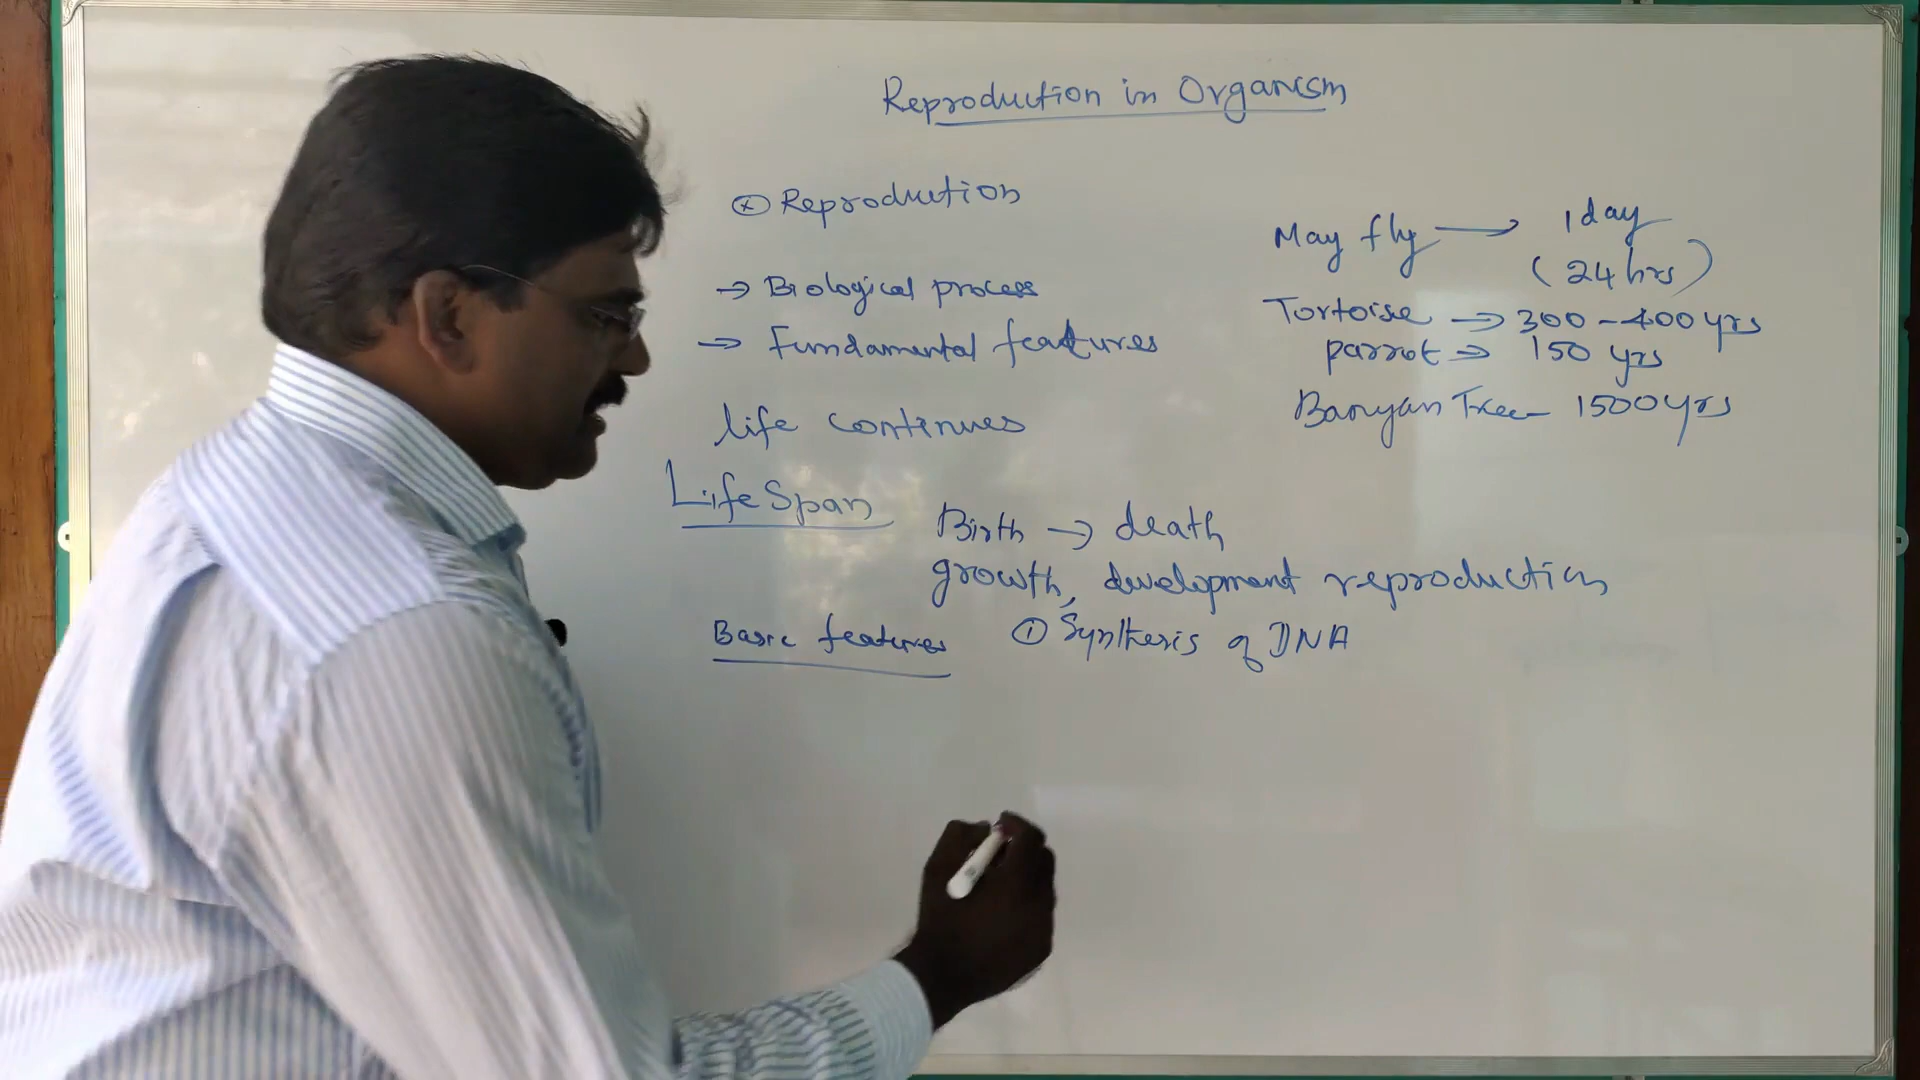 Reproduction in Organism
Reproduction
→ Biological process
→ Fundamental features
life continues
Life Span
Birth → death
growth, development reproduction
Basic features
① Synthesis of DNA
May fly → 1 day
(24 hrs)
Tortoise → 300 - 400 yrs
parrot → 150 yrs
Banyan Tree - 1500 yrs